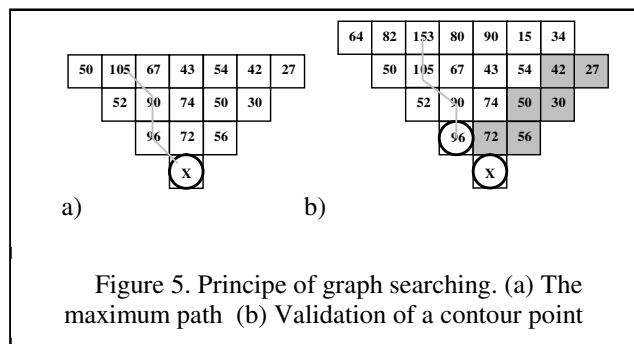 64 82 153 80 90 15 34
50 105 67 43 54 42 27 50 105 67 43 54 42 27
52 90 74 50 30 52 90 74 50 30
96 72 56 96 72 56
X X
a) b)
Figure 5. Principe of graph searching. (a) The
maximum path (b) Validation of a contour point